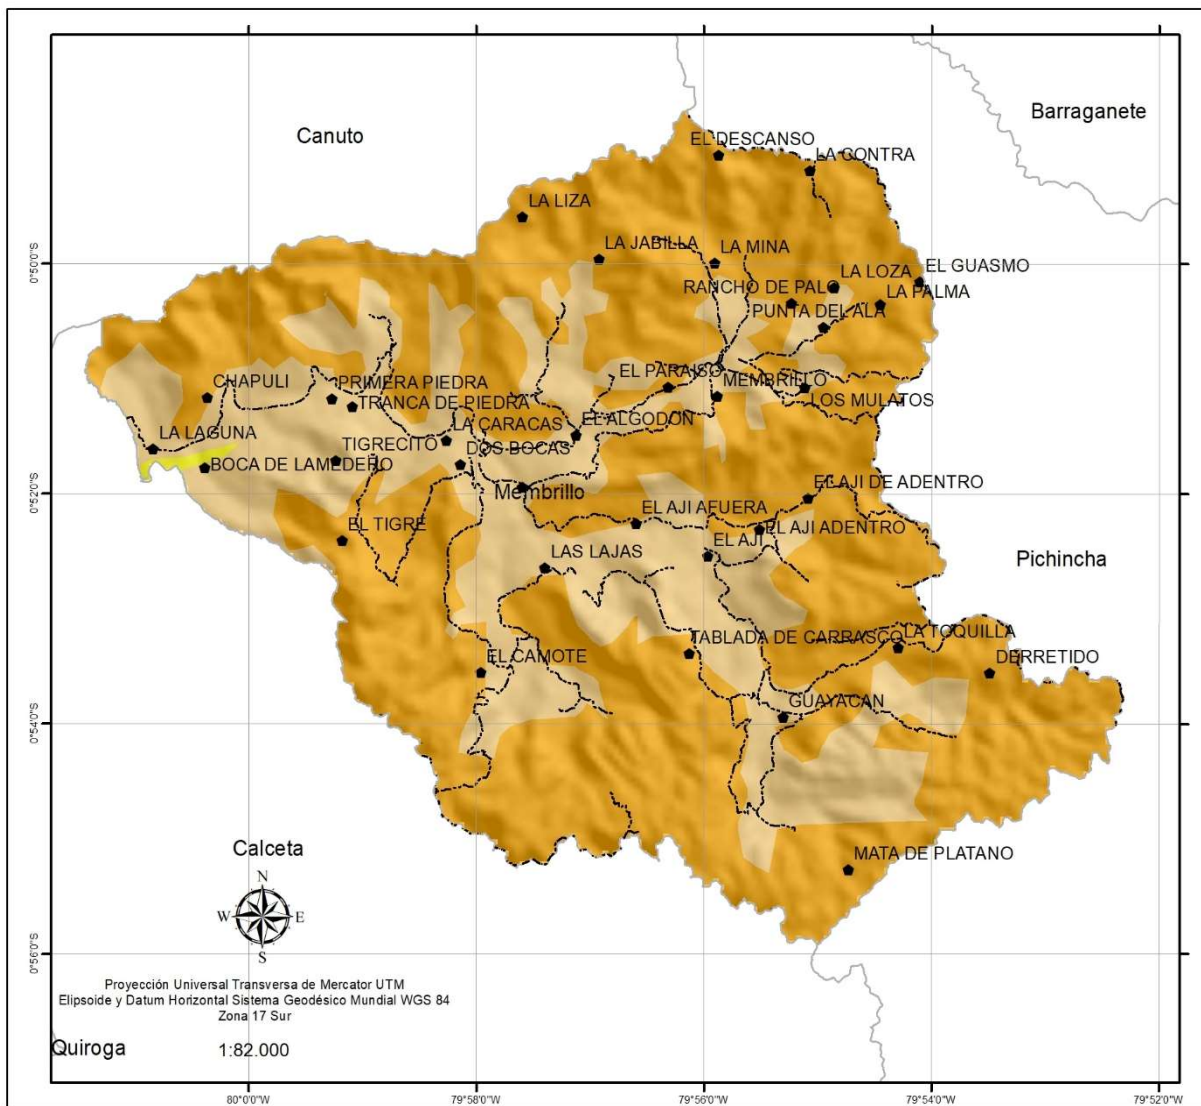 Barraganete
Canuto
EL DESCANSO
LA CONTRA
LA LIZA
LA JABILLA
LA MINA
EL GUASMO
LA LOZA
RANCHO DE PALO
LA PALMA
PUNTA DEL ALA
0°50'0"S
EL PARAISO
CHAPULI
PRIMERA PIEDRA
MEMBRILLO
TRANCA DE PIEDRA
LOS MULATOS
LA CARACAS
EL ALGODÓN
LA LAGUNA
TIGRECITO
DOS BOCAS
BOCA DE LAMEDERO
EL AJI DE ADENTRO
0°52'0"S
Membrillo
EL AJI AFUERA
EL TIGRE
EL AJI ADENTRO
EL AJI
LAS LAJAS
Pichincha
TABLADA DE CARRASCO
LA TOQUILLA
EL CAMOTE
DERRETIDO
GUAYACAN
0°54'0"S
Calceta
MATA DE PLATANO
N
W
E
S
0°56'0"S
Proyección Universal Transversa de Mercator UTM
Elipsoide y Datum Horizontal Sistema Geodésico Mundial WGS 84
Zona 17 Sur
Quiroga
1:82.000
80°0'0"W
79°58'0"W
79°56'0"W
79°54'0"W
79°52'0"W